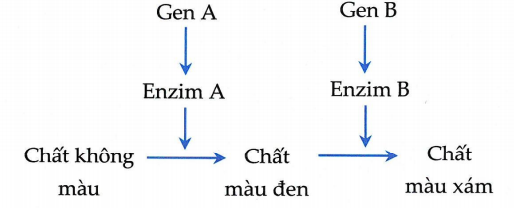 Gen A
Gen B
Enzim A
Enzim B
Chất không
màu
Chất
màu đen
Chất
màu xám